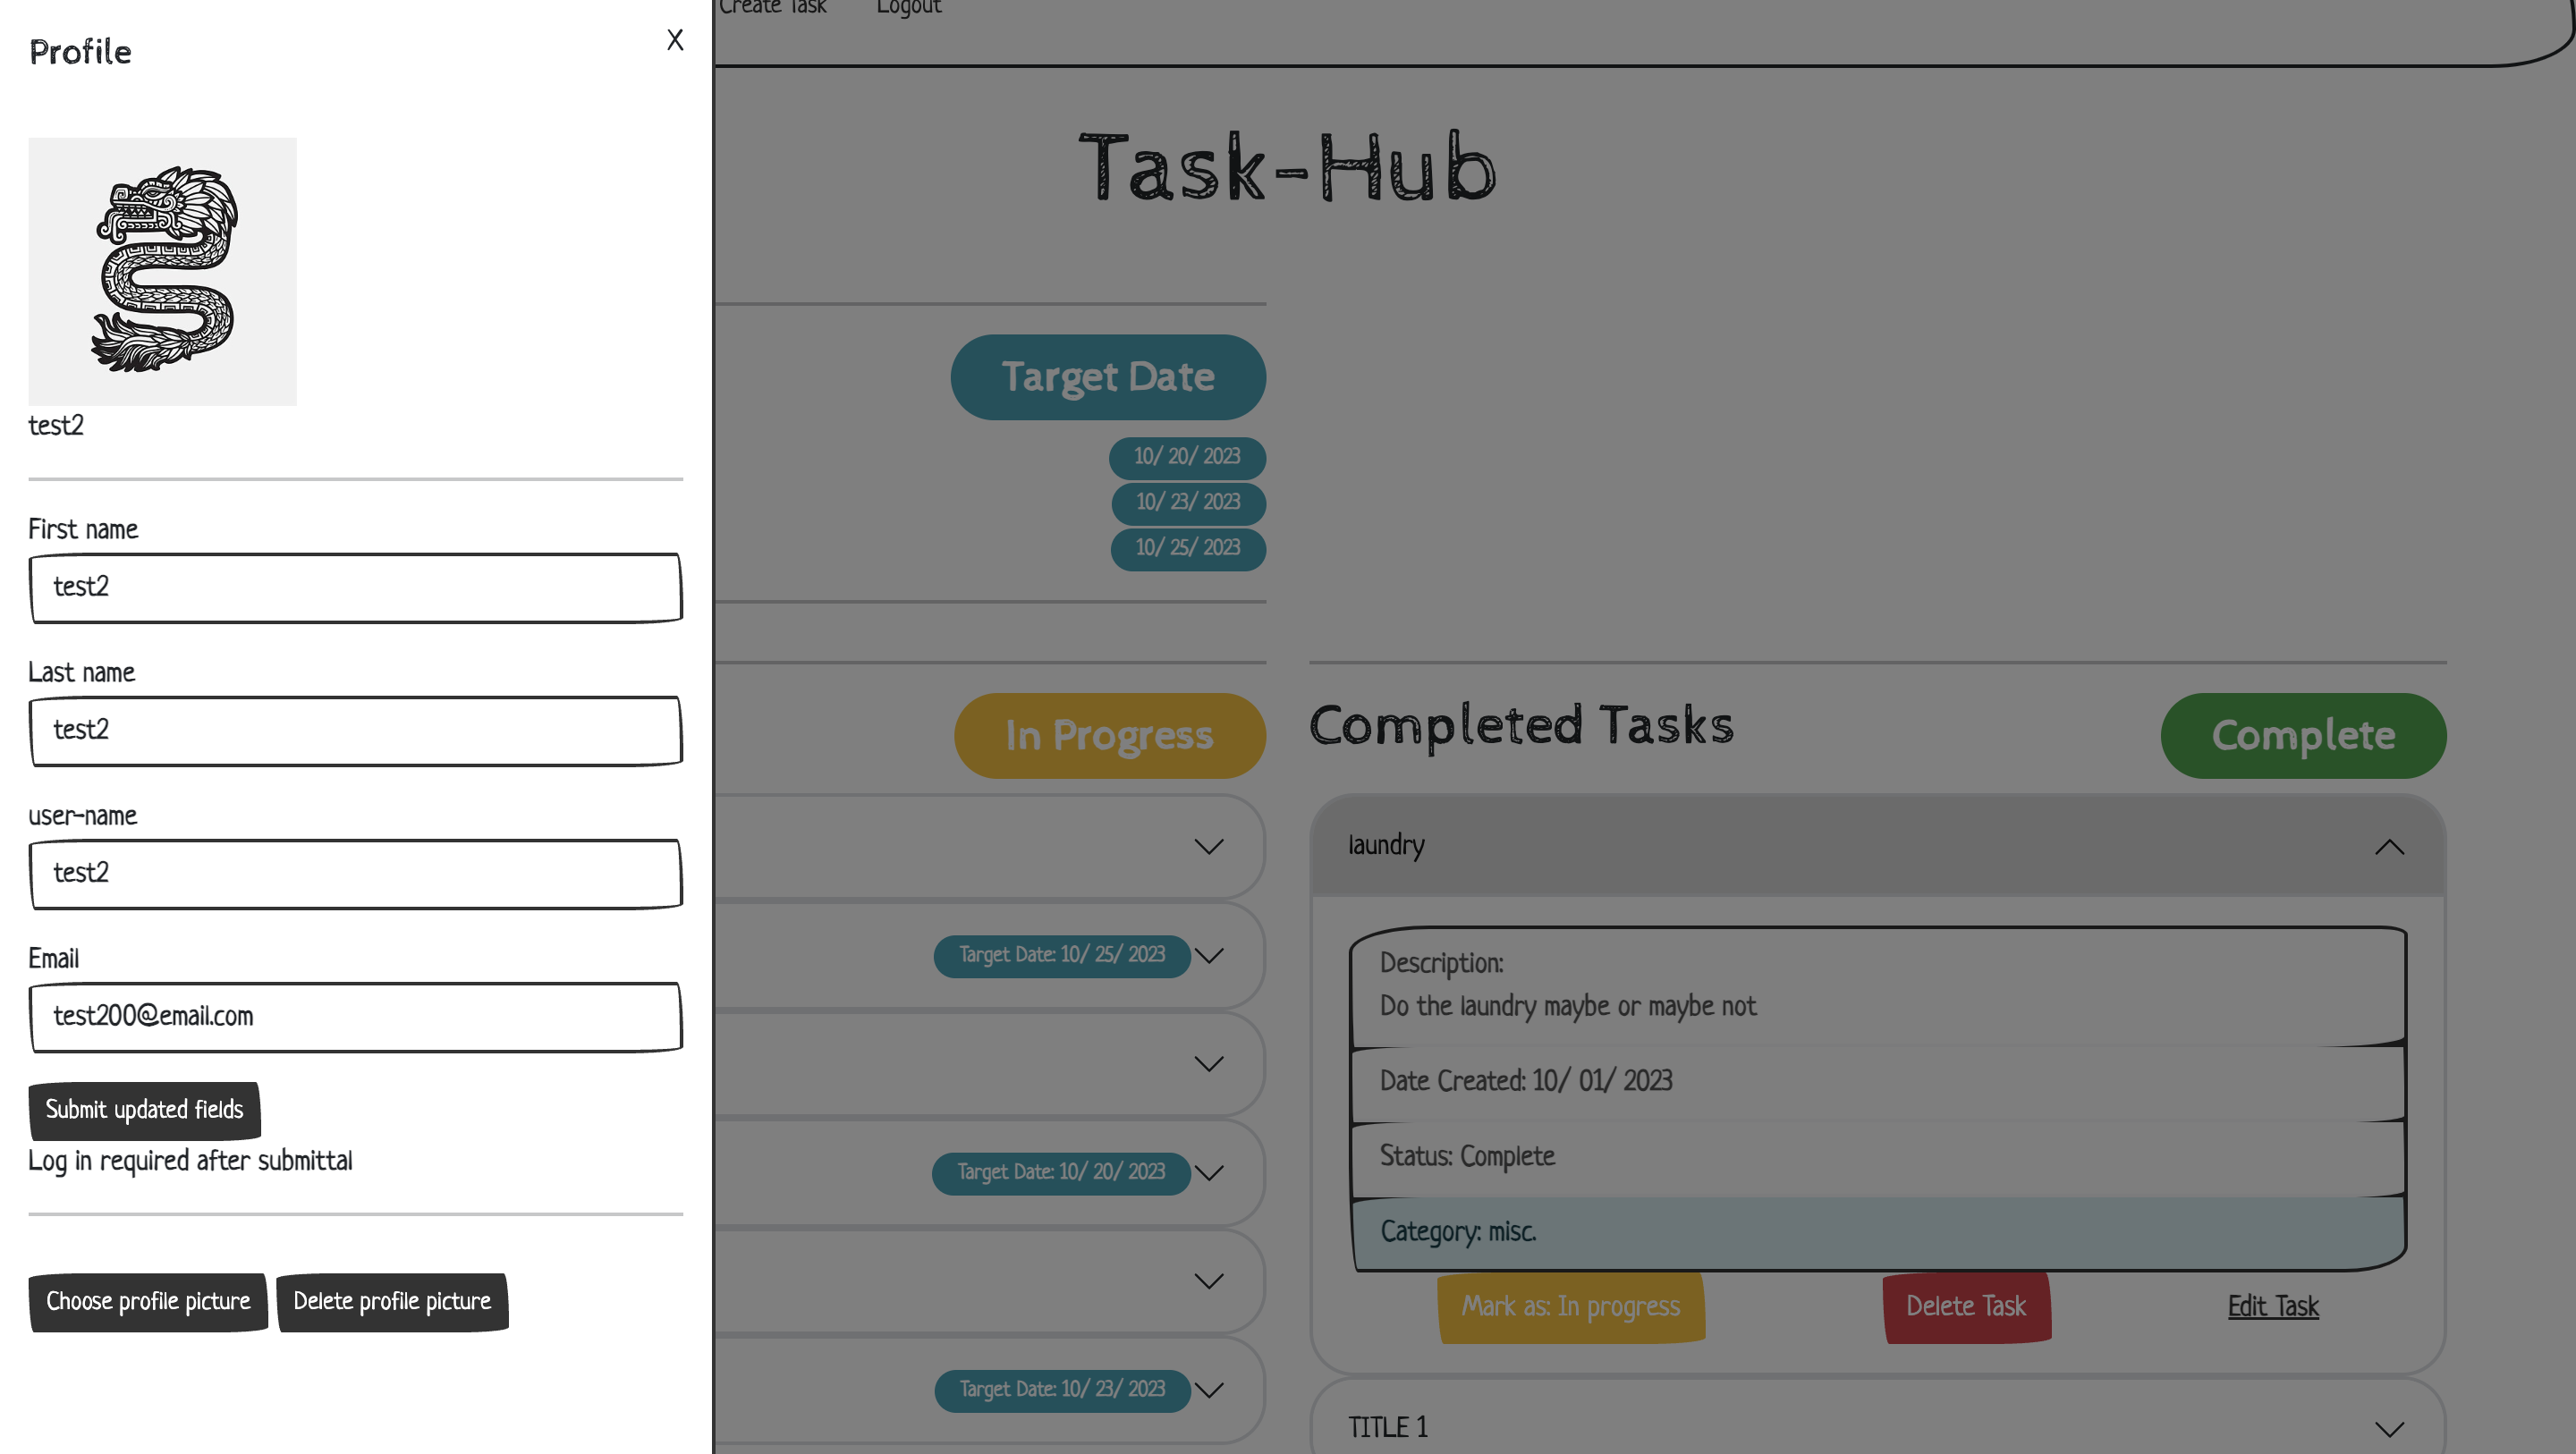 Profile
X
test2
First name
test2
Last name
test2
user-name
test2
Email
test200@email.com
Submit updated fields
Log in required after submittal
Choose profile picture
Delete profile picture
Create Task
Logout
Task-Hub
Target Date
10/ 20/ 2023
10/ 23/ 2023
10/ 25/ 2023
In Progress
Target Date: 10/ 25/ 2023
Target Date: 10/ 20/ 2023
Target Date: 10/ 23/ 2023
Completed Tasks
Complete
laundry
Description:
Do the laundry maybe or maybe not
Date Created: 10/ 01/ 2023
Status: Complete
Category: misc.
Mark as: In progress
Delete Task
Edit Task
TITLE 1